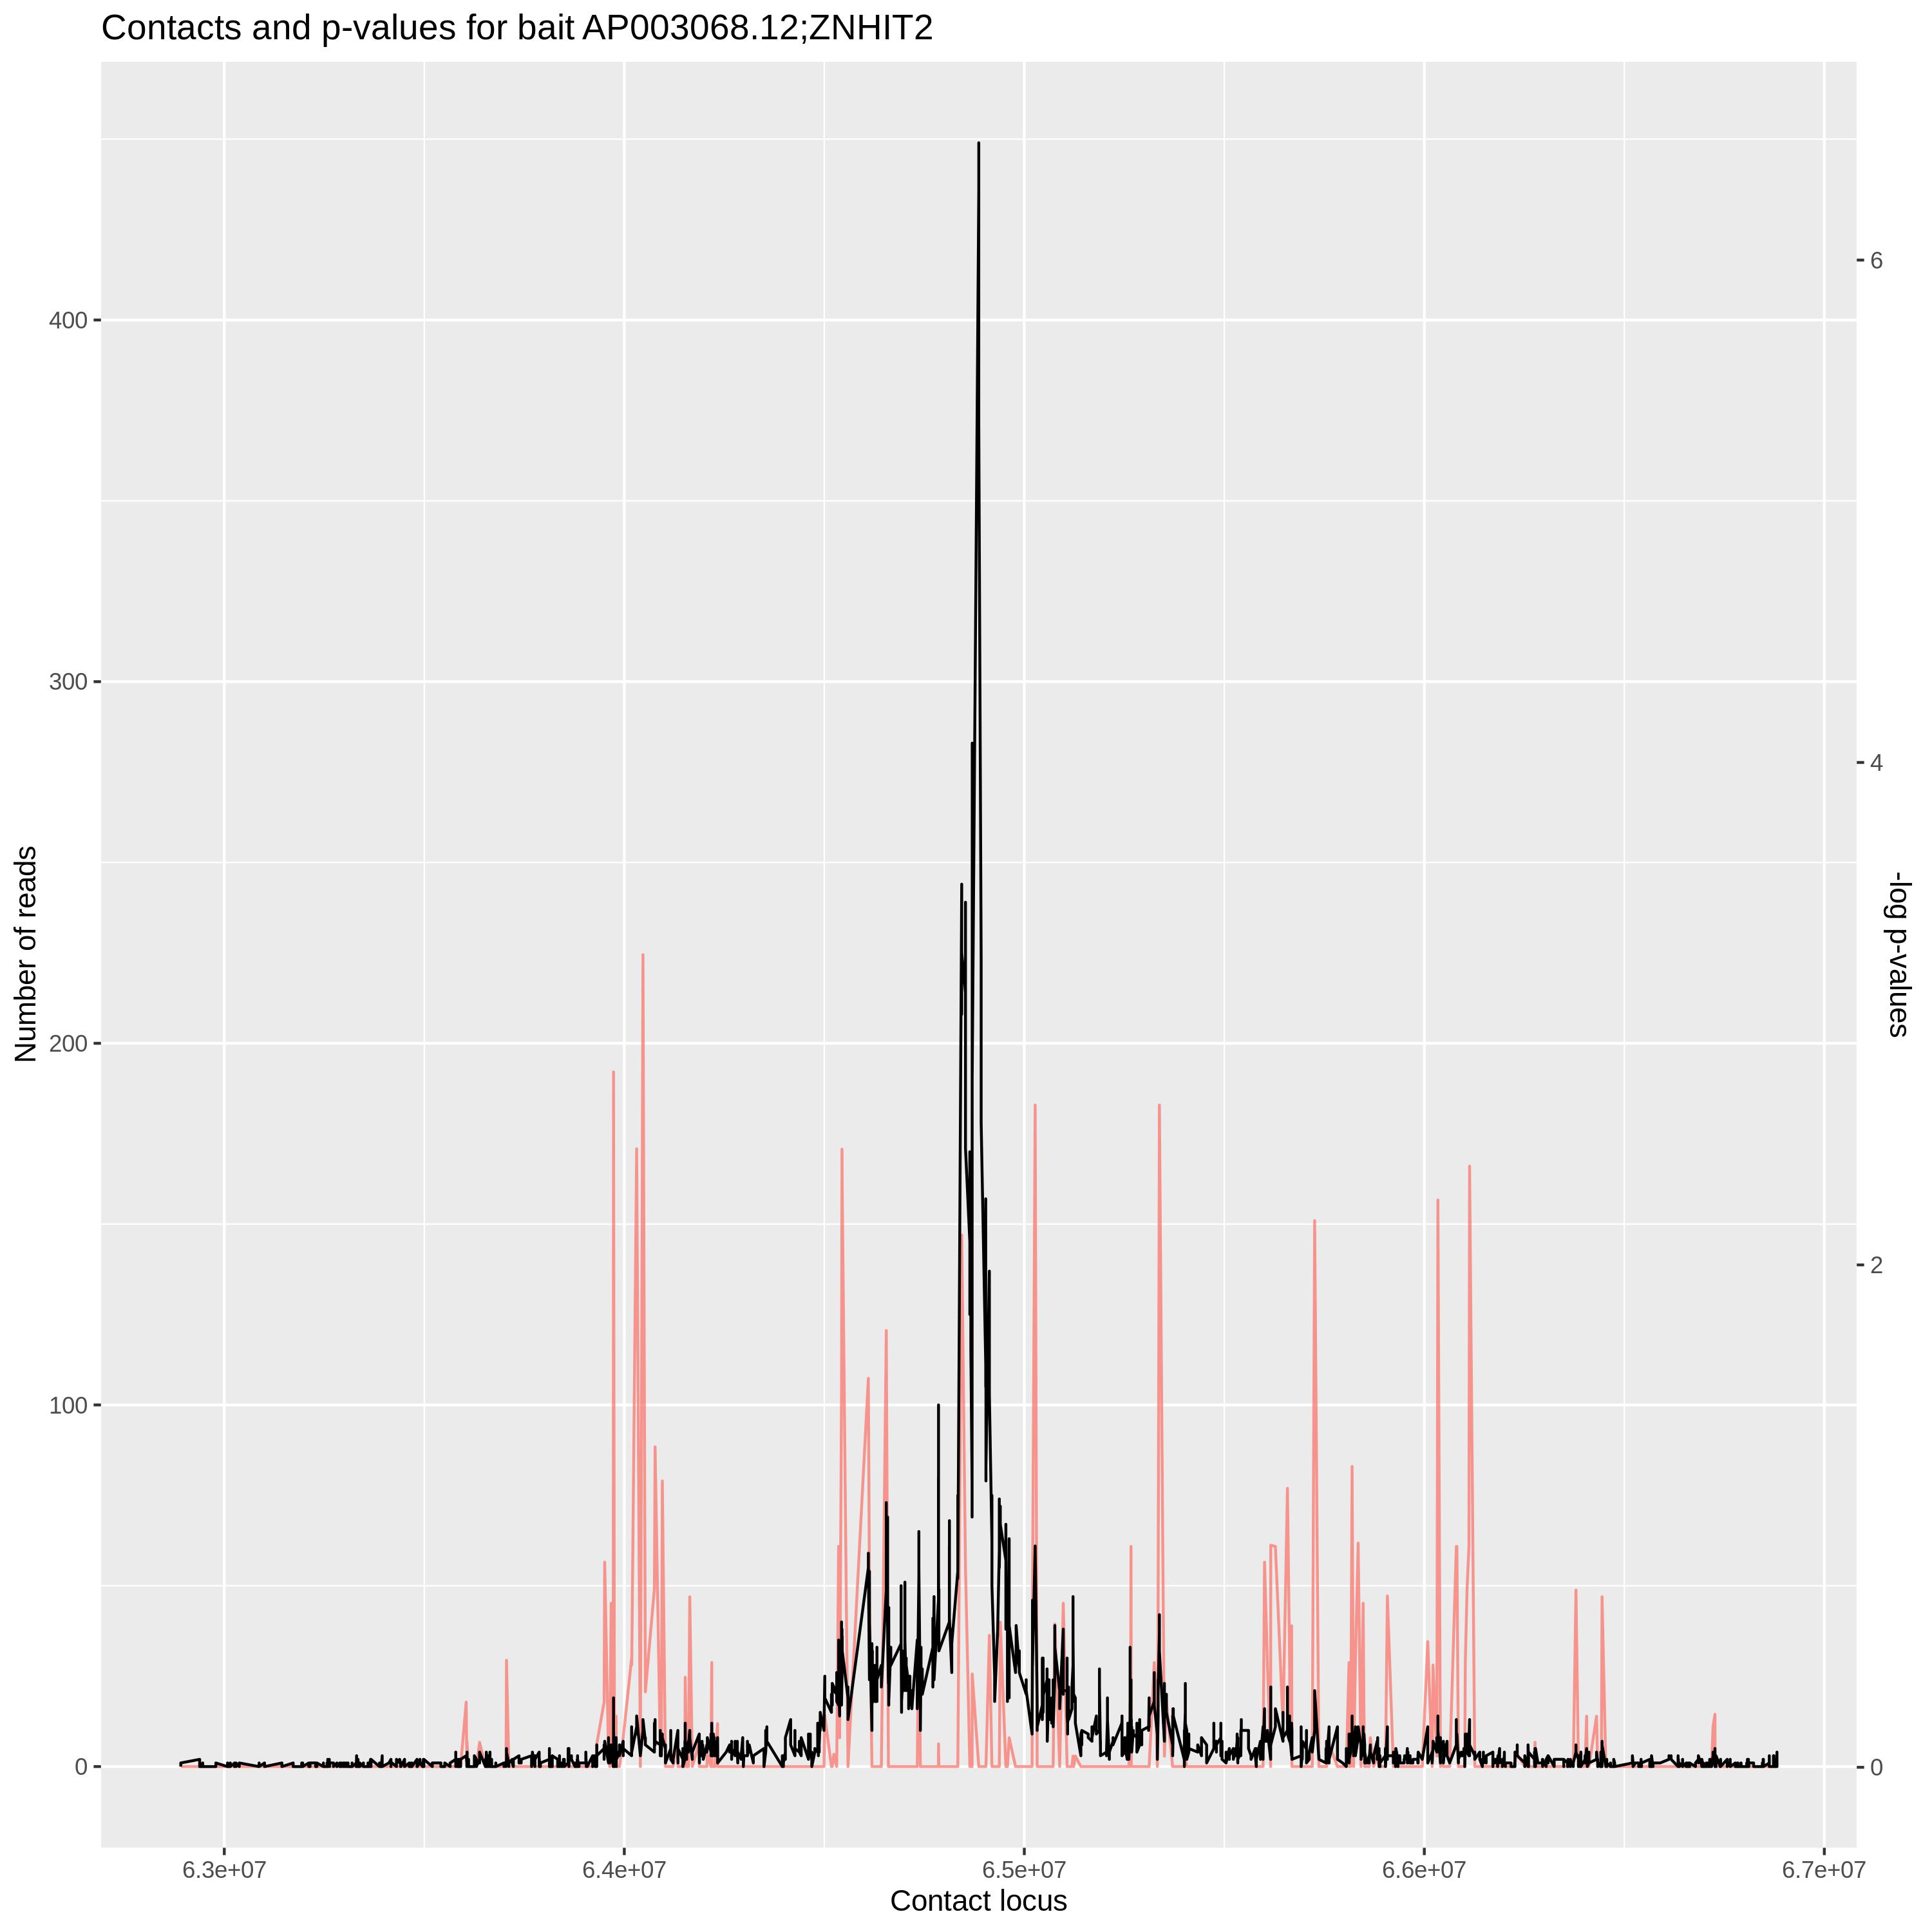 Contacts and p-values for bait AP003068.12;ZNHIT2
400
300
200
100
0
Number of reads
6
4
2
0
-log p-values
6.3e+07
6.4e+07
6.5e+07
6.6e+07
6.7e+07
Contact locus